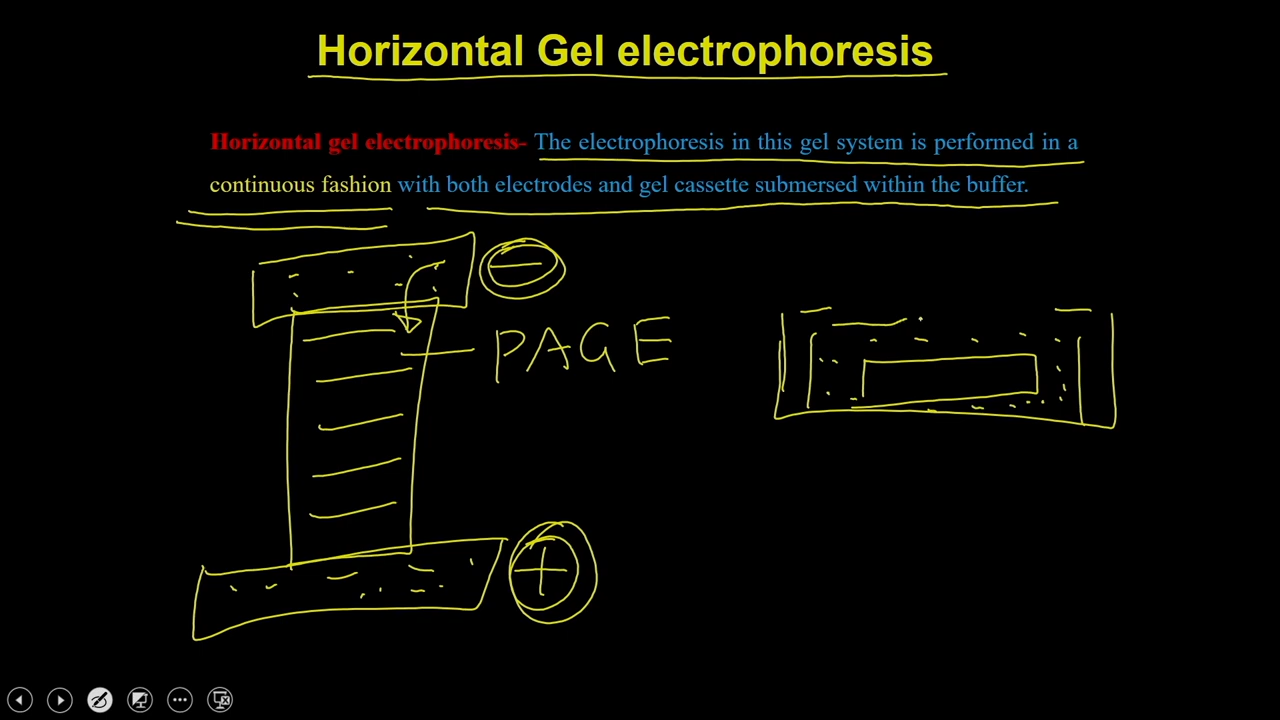 Horizontal Gel electrophoresis
Horizontal gel electrophoresis- The electrophoresis in this gel system is performed in a
continuous fashion with both electrodes and gel cassette submersed within the buffer.
−
PAGE
+